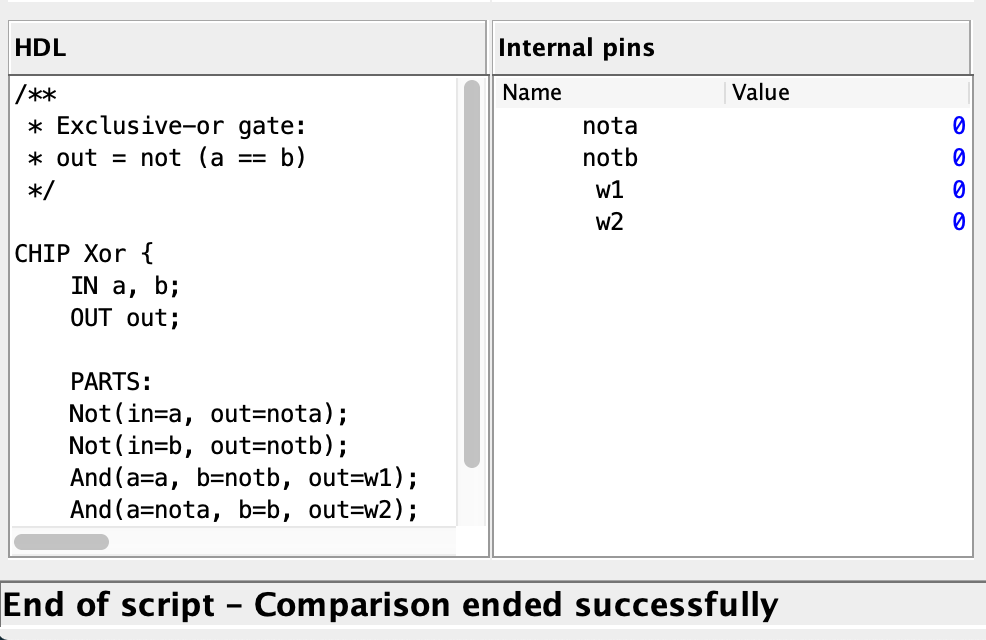 HDL
/**
 * Exclusive-or gate:
 * out = not (a == b)
 */
CHIP Xor {
    IN a, b;
    OUT out;
    PARTS:
    Not(in=a, out=nota);
    Not(in=b, out=notb);
    And(a=a, b=notb, out=w1);
    And(a=nota, b=b, out=w2);
Internal pins
Name Value
nota 0
notb 0
w1 0
w2 0
End of script – Comparison ended successfully